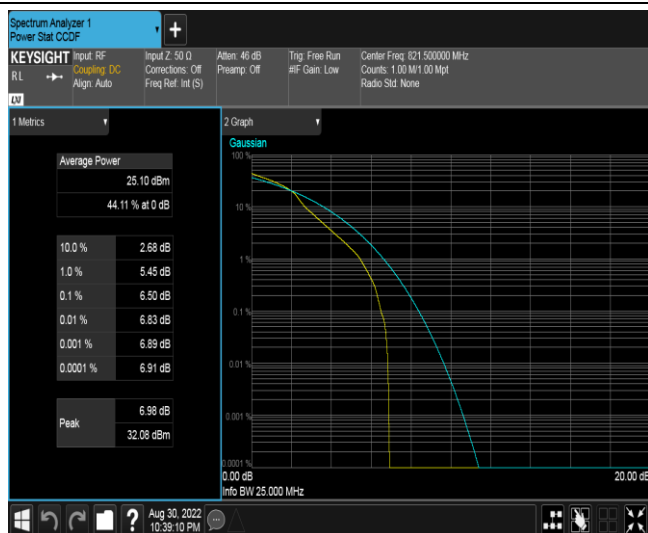 Spectrum Analyzer 1
Power Stat CCDF
+
KEYSIGHT
RL
LXI
Input: RF
Coupling: DC
Align: Auto
Input Z: 50 Ω
Corrections: Off
Freq Ref: Int (S)
Atten: 46 dB
Preamp: Off
Trig: Free Run
#IF Gain: Low
Center Freq: 821.500000 MHz
Counts: 1.00 M/1.00 Mpt
Radio Std: None
1 Metrics
Average Power
25.10 dBm
44.11 % at 0 dB
10.0 % 2.68 dB
1.0 % 5.45 dB
0.1 % 6.50 dB
0.01 % 6.83 dB
0.001 % 6.89 dB
0.0001 % 6.91 dB
Peak
6.98 dB
32.08 dBm
2 Graph
Gaussian
100 %
10 %
1 %
0.1 %
0.01 %
0.001 %
0.0001 %
0.00 dB
20.00 dB
Info BW 25.000 MHz
?
Aug 30, 2022
10:39:10 PM